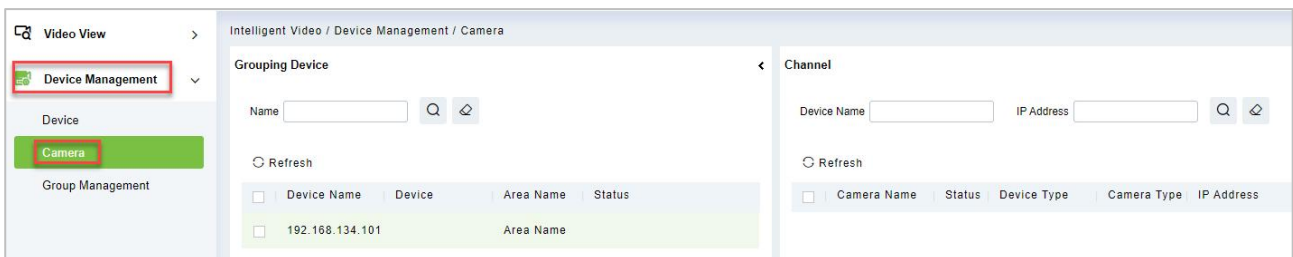 Video View
Device Management
Device
Camera
Group Management
Intelligent Video / Device Management / Camera
Grouping Device
Name
Refresh
Device Name Device Area Name Status
192.168.134.101 Area Name
Channel
Device Name IP Address
Refresh
Camera Name Status Device Type Camera Type IP Address